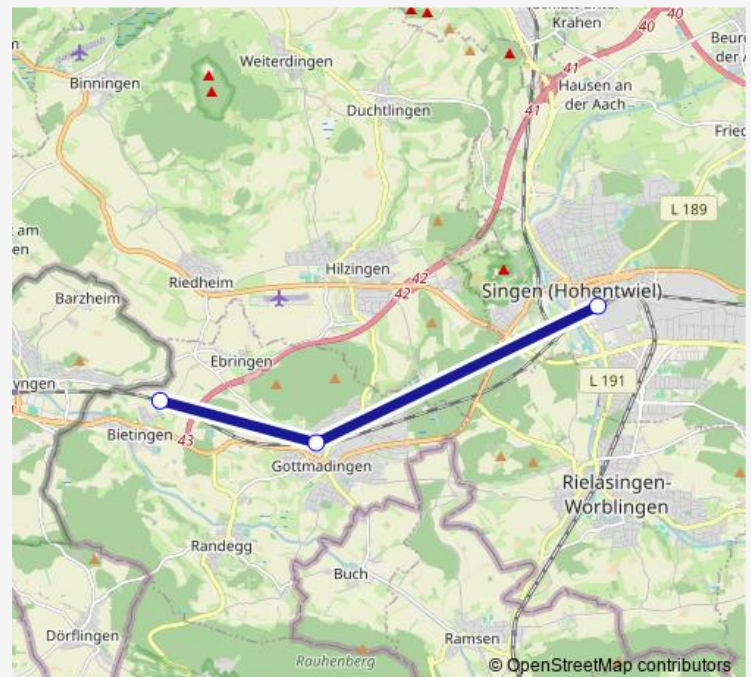 Krähen
40
40
Beure
der A
Weiterdingen
41
Binningen
Hausen an
der Aach
Duchtlingen
41
Fried
L 189
am
en
Hilzingen
42
Riedheim
42
Singen (Hohentwiel)
Barzheim
Ebringen
L 191
yngen
Bietingen
43
Gottmadingen
Rielasingen-
Worblingen
Randegg
Buch
Dörflingen
Ramsen
Rauhenberg
© OpenStreetMap contributors